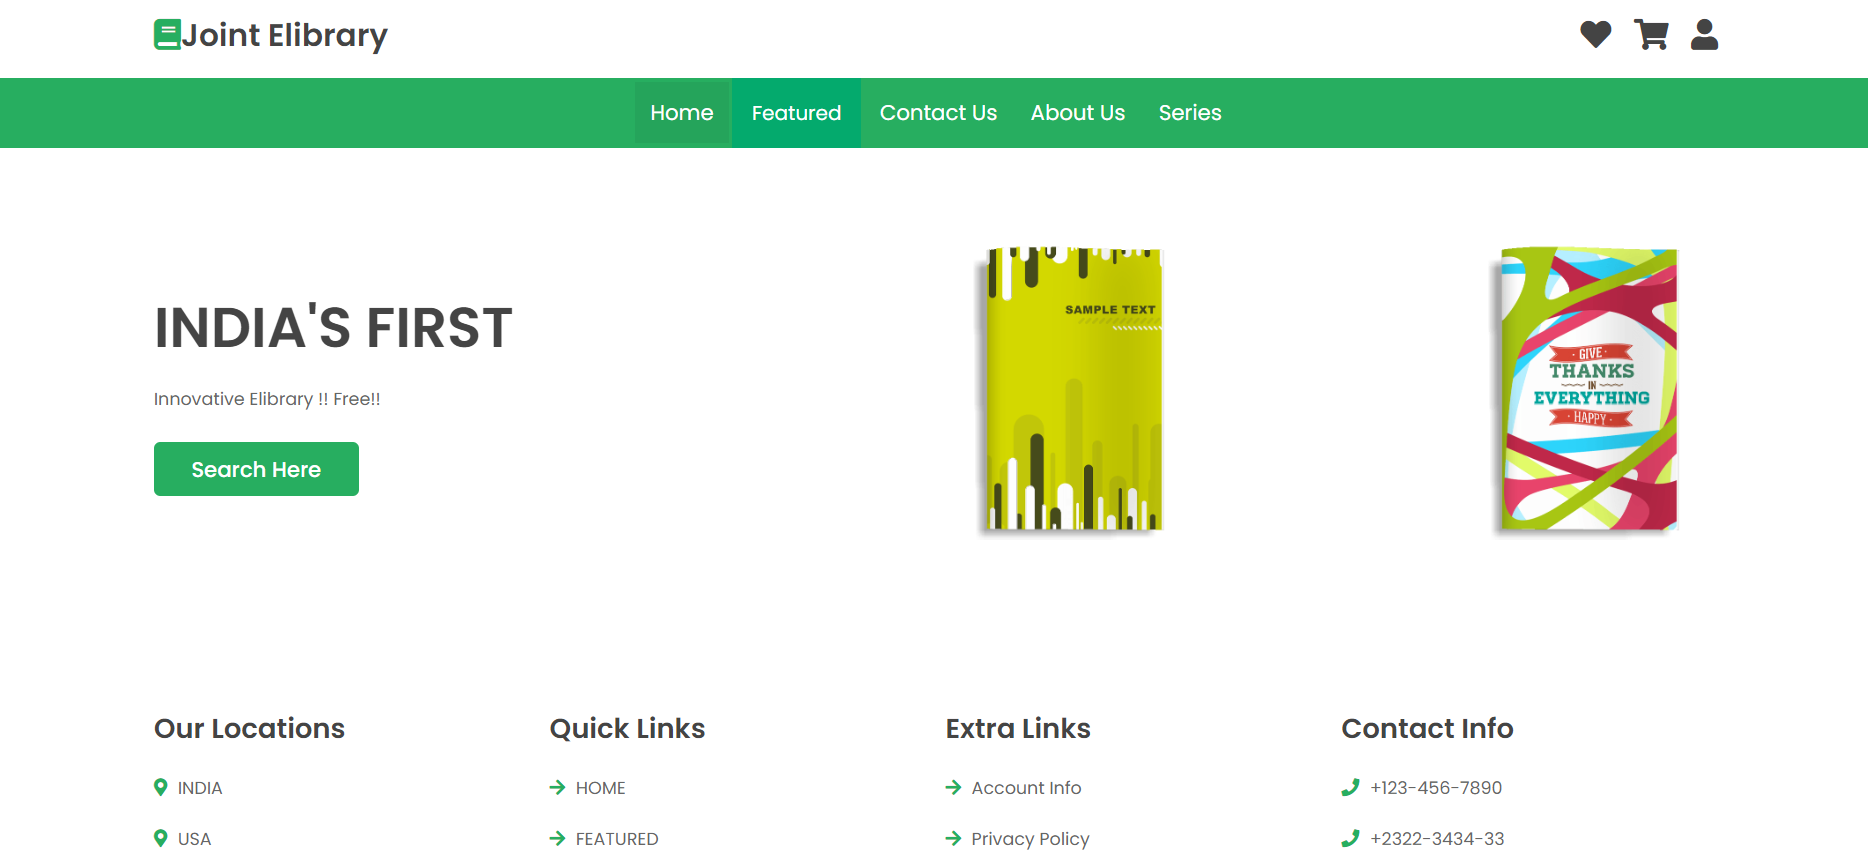 Joint Elibrary
Home Featured Contact Us About Us Series
INDIA'S FIRST
Innovative Elibrary !! Free!!
Search Here
SAMPLE TEXT
· GIVE ·
THANKS
IN
EVERYTHING
· HAPPY ·
Our Locations
INDIA
USA
Quick Links
HOME
FEATURED
Extra Links
Account Info
Privacy Policy
Contact Info
+123-456-7890
+2322-3434-33